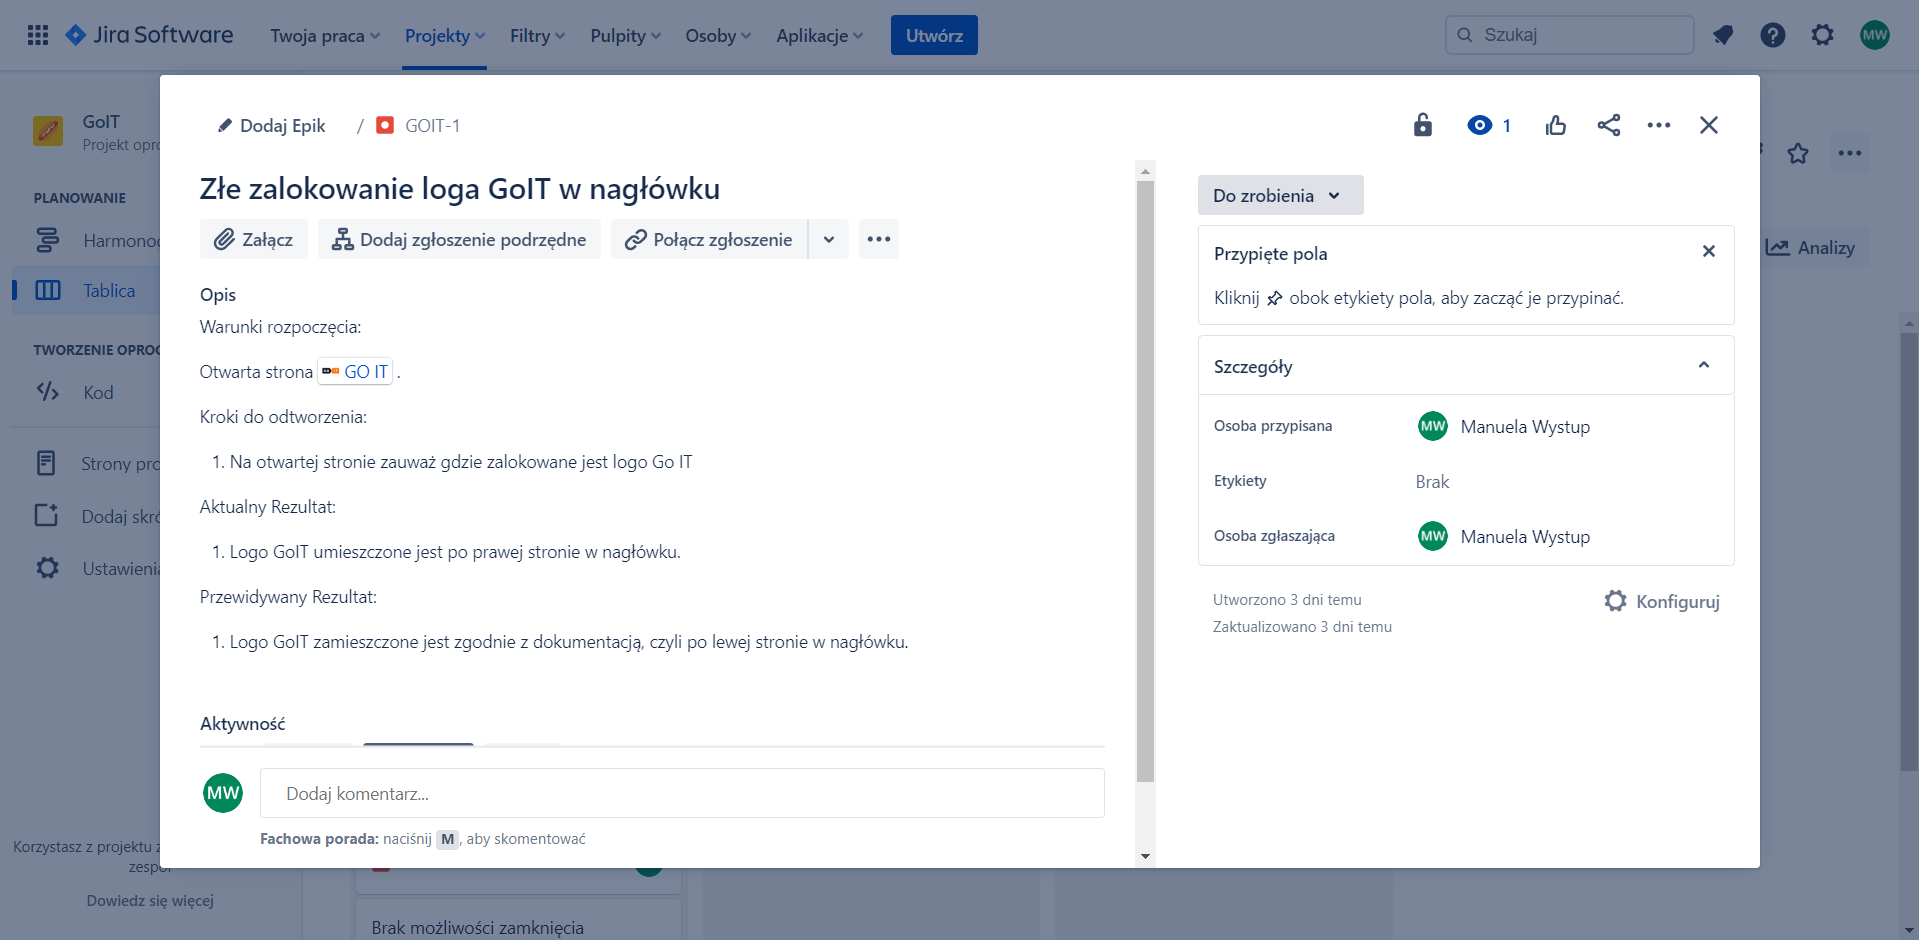 Jira Software
Twoja praca
Projekty
Filtry
Pulpity
Osoby
Aplikacje
Utwórz
Szukaj
MW
GoIT
Projekt
PLANOWANIE
Tablica
TWORZENIE
Kod
Strony
Dodaj
Analizy
Korzystasz z projektu
Dowiedz się więcej
Dodaj Epik / GOIT-1
1
Złe zalokowanie loga GoIT w nagłówku
Załącz
Dodaj zgłoszenie podrzędne
Połącz zgłoszenie
Opis
Warunki rozpoczęcia:
Otwarta strona GO IT .
Kroki do odtworzenia:
1. Na otwartej stronie zauważ gdzie zalokowane jest logo Go IT
Aktualny Rezultat:
1. Logo GoIT umieszczone jest po prawej stronie w nagłówku.
Przewidywany Rezultat:
1. Logo GoIT zamieszczone jest zgodnie z dokumentacją, czyli po lewej stronie w nagłówku.
Aktywność
MW
Dodaj komentarz...
Fachowa porada: naciśnij M, aby skomentować
Do zrobienia
Przypięte pola
Kliknij obok etykiety pola, aby zacząć je przypinać.
Szczegóły
Osoba przypisana
MW Manuela Wystup
Etykiety
Brak
Osoba zgłaszająca
MW Manuela Wystup
Utworzono 3 dni temu
Zaktualizowano 3 dni temu
Konfiguruj
Brak możliwości zamknięcia